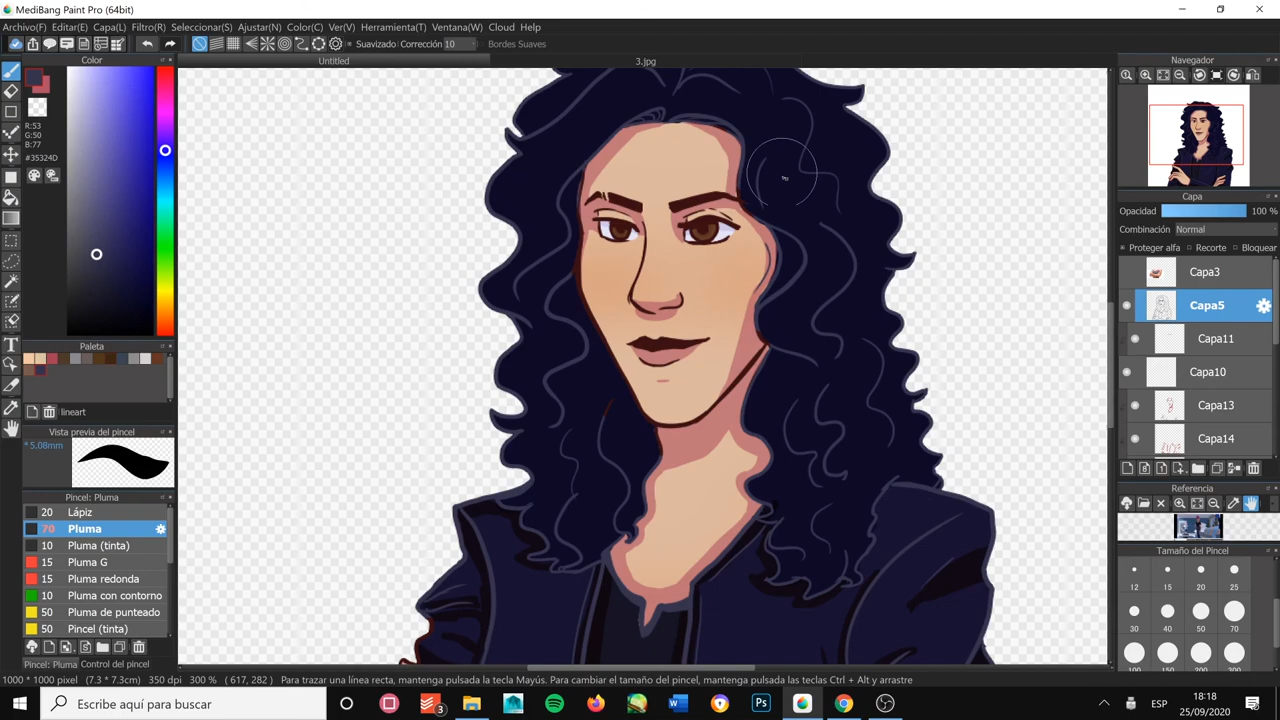 MediBang Paint Pro (64bit)
Archivo(F) Editar(E) Capa(L) Filtro(R) Seleccionar(S) Ajustar(N) Color(C) Ver(V) Herramienta(T) Ventana(W) Cloud Help
Suavizado Corrección 10 Bordes Suaves
Color
Untitled
3.jpg
Navegador
R:53
G:50
B:77
#35324D
Capa
Opacidad 100 %
Combinación Normal
Proteger alfa Recorte Bloquear
Capa3
Capa5
Capa11
Capa10
Capa13
Capa14
Paleta
lineart
Vista previa del pincel
* 5.08mm
Pincel: Pluma
20 Lápiz
70 Pluma
10 Pluma (tinta)
15 Pluma G
15 Pluma redonda
10 Pluma con contorno
50 Pluma de punteado
50 Pincel (tinta)
Pincel: Pluma Control del pincel
Referencia
Tamaño del Pincel
12 15 20 25
30 40 50 70
100 150 200 300
1000 * 1000 pixel (7.3 * 7.3cm) 350 dpi 300 % ( 617, 282 ) Para trazar una línea recta, mantenga pulsada la tecla Mayús. Para cambiar el tamaño del pincel, mantenga pulsada las teclas Ctrl + Alt y arrastre
Escribe aquí para buscar
3
Ps
ESP
18:18
25/09/2020